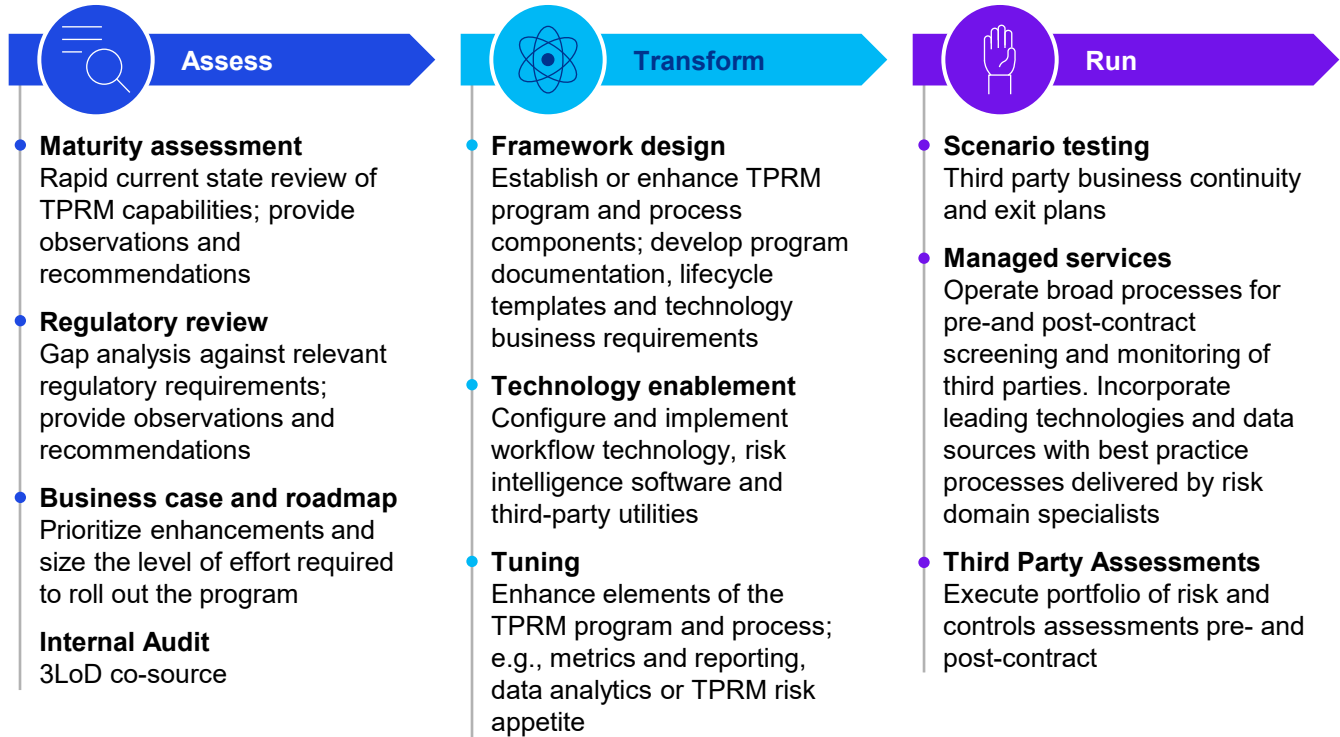 Assess
Maturity assessment
Rapid current state review of
TPRM capabilities; provide
observations and
recommendations
Regulatory review
Gap analysis against relevant
regulatory requirements;
provide observations and
recommendations
Business case and roadmap
Prioritize enhancements and
size the level of effort required
to roll out the program
Internal Audit
3LoD co-source
Transform
Framework design
Establish or enhance TPRM
program and process
components; develop program
documentation, lifecycle
templates and technology
business requirements
Technology enablement
Configure and implement
workflow technology, risk
intelligence software and
third-party utilities
Tuning
Enhance elements of the
TPRM program and process;
e.g., metrics and reporting,
data analytics or TPRM risk
appetite
Run
Scenario testing
Third party business continuity
and exit plans
Managed services
Operate broad processes for
pre-and post-contract
screening and monitoring of
third parties. Incorporate
leading technologies and data
sources with best practice
processes delivered by risk
domain specialists
Third Party Assessments
Execute portfolio of risk and
controls assessments pre- and
post-contract